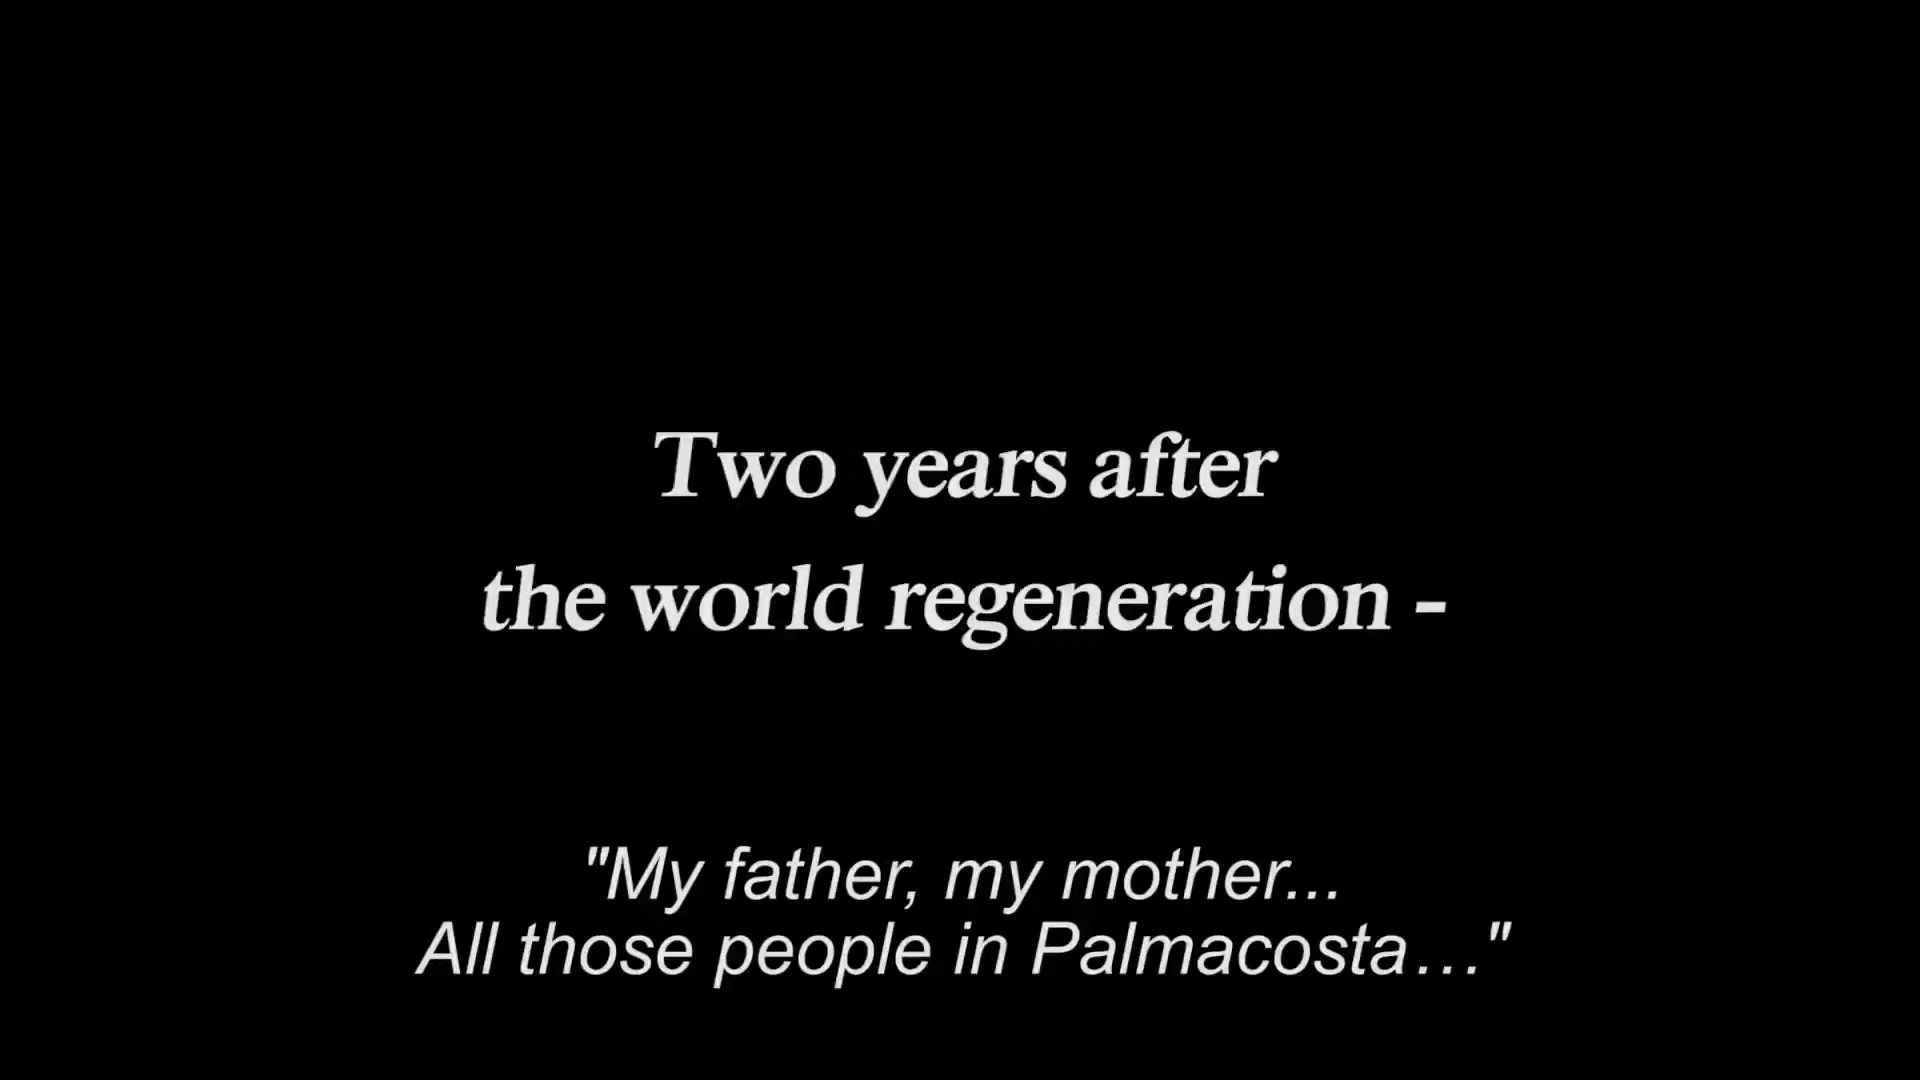 Two years after
the world regeneration -
"My father, my mother...
All those people in Palmacosta…"